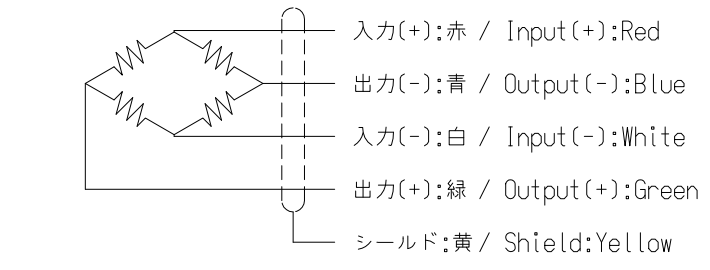 入力(+):赤 / Input(+):Red
出力(-):青 / Output(-):Blue
入力(-):白 / Input(-):White
出力(+):緑 / Output(+):Green
シールド:黄 / Shield:Yellow